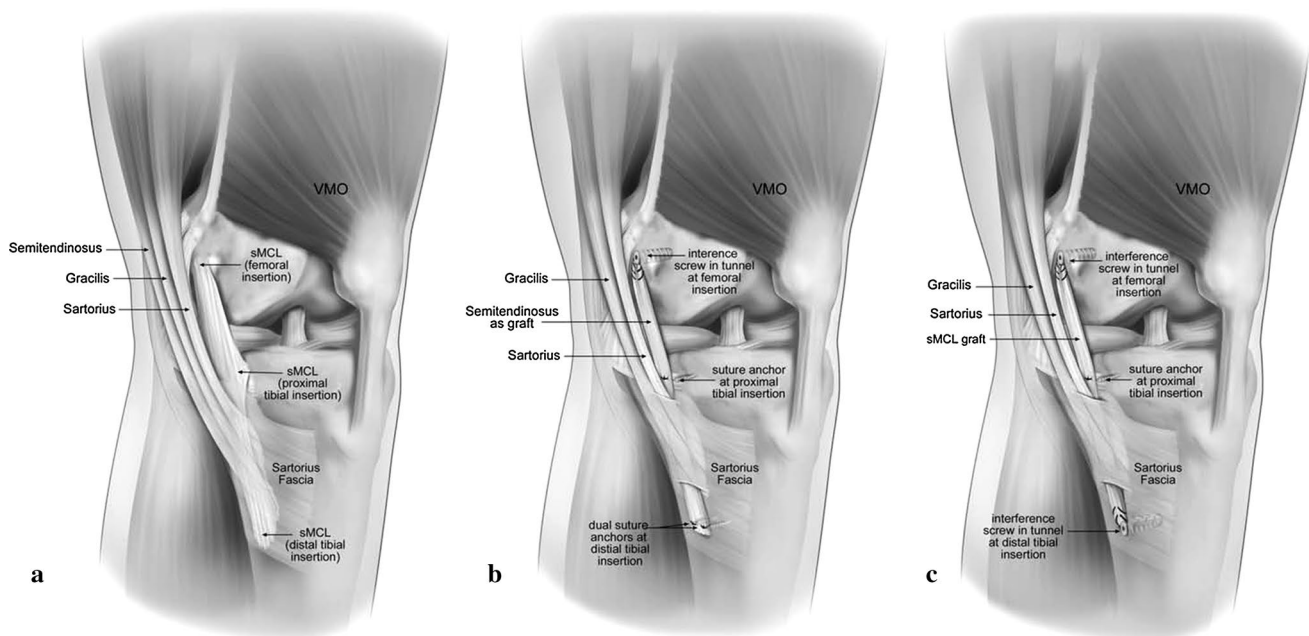 VMO
Semitendinosus
sMCL
(femoral
insertion)
Gracilis
Sartorius
sMCL
(proximal
tibial insertion)
Sartorius
Fascia
sMCL
(distal tibial
insertion)
a
VMO
intererence
screw in tunnel
at femoral
insertion
Gracilis
Semitendinosus
as graft
Sartorius
suture anchor
at proximal
tibial insertion
Sartorius
Fascia
dual suture
anchors at
distial tibial
insertion
b
VMO
interference
screw in tunnel
at femoral
insertion
Gracilis
Sartorius
sMCL graft
suture anchor
at proximal
tibial insertion
Sartorius
Fascia
interference
screw in tunnel
at distal tibial
insertion
c